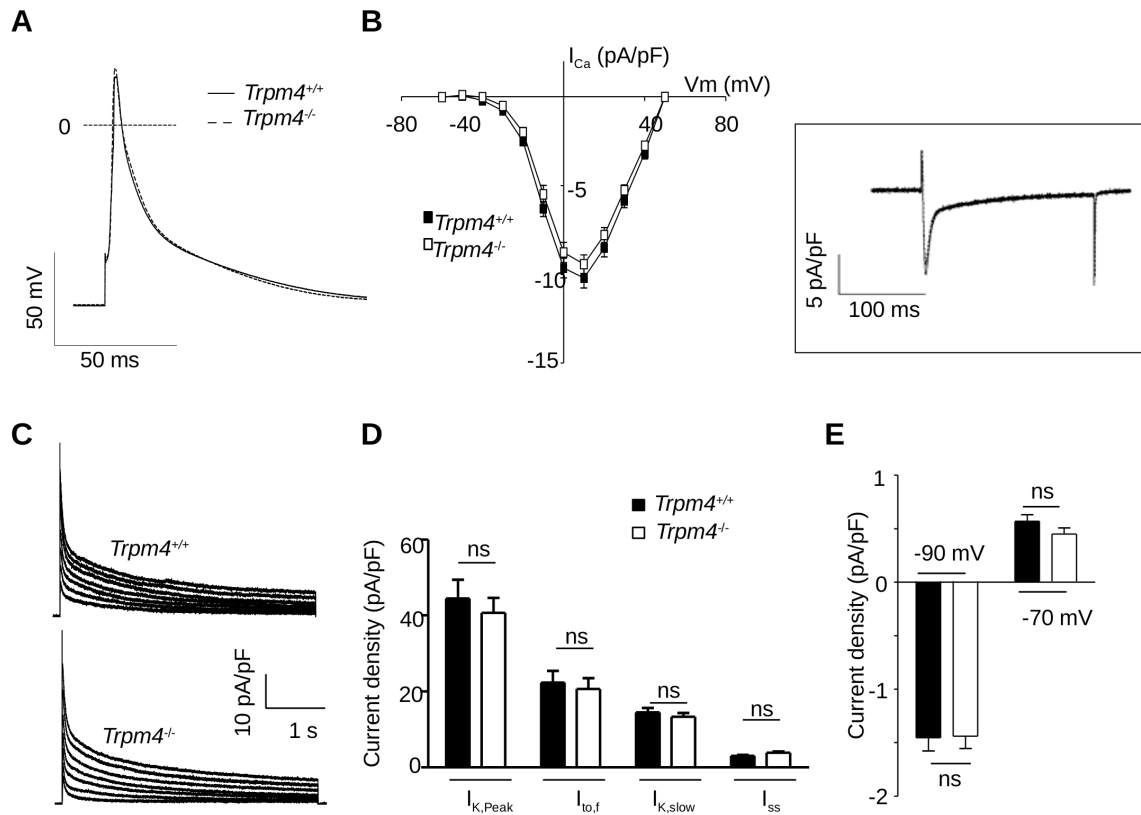 A
Trpm4+/+
Trpm4-/-
0
50 mV
50 ms
B
ICa (pA/pF)
Vm (mV)
-80
-40
40
80
-5
-10
-15
Trpm4+/+
Trpm4-/-
5 pA/pF
100 ms
C
Trpm4+/+
Trpm4-/-
10 pA/pF
1 s
D
Trpm4+/+
Trpm4-/-
Current density (pA/pF)
60
40
20
0
ns
ns
ns
ns
IK,Peak
Ito,f
IK,slow
Iss
E
Current density (pA/pF)
1
0
-1
-2
ns
-90 mV
-70 mV
ns